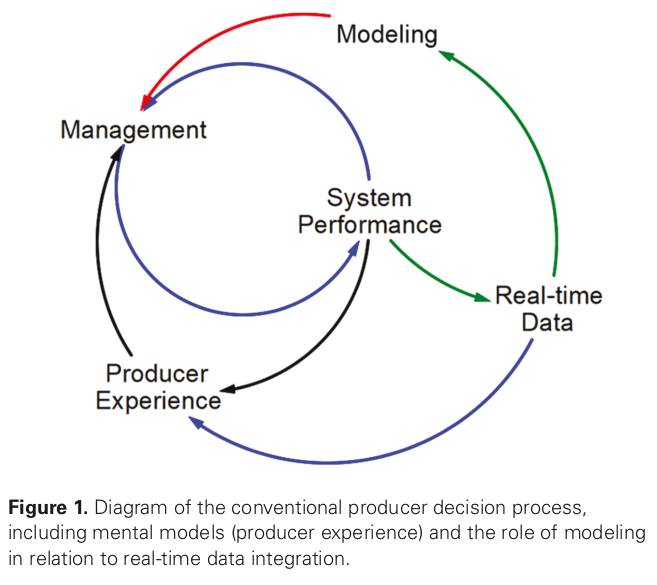 Modeling
Management
System
Performance
Real-time
Data
Producer
Experience
Figure 1. Diagram of the conventional producer decision process,
including mental models (producer experience) and the role of modeling
in relation to real-time data integration.